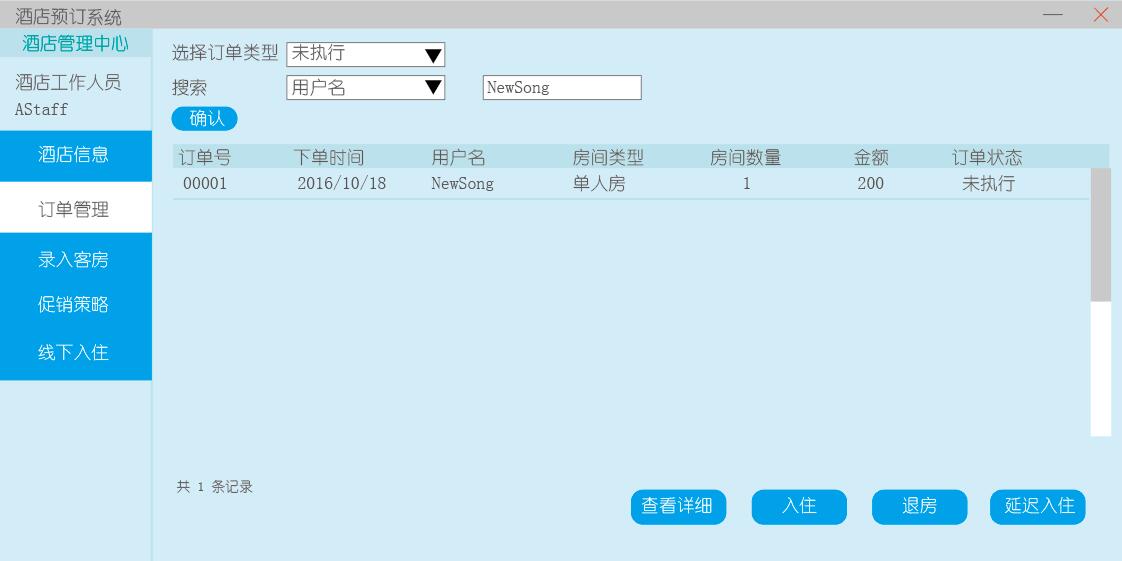 酒店预订系统
酒店管理中心
酒店工作人员
AStaff
酒店信息
订单管理
录入客房
促销策略
线下入住
选择订单类型 未执行
搜索 用户名 NewSong
确认
订单号 下单时间 用户名 房间类型 房间数量 金额 订单状态
00001 2016/10/18 NewSong 单人房 1 200 未执行
共 1 条记录
查看详细 入住 退房 延迟入住